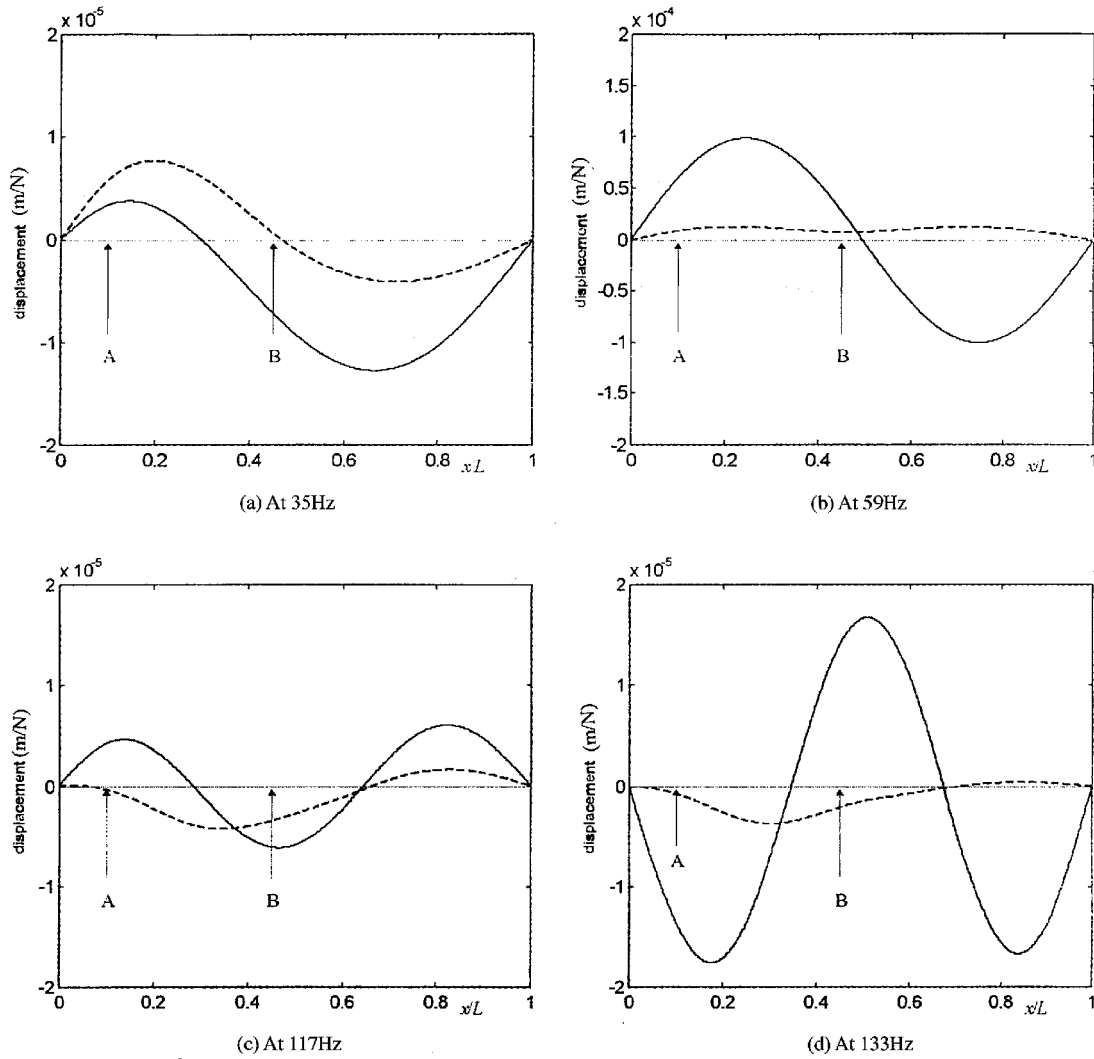 x 10⁻⁵
2
1
0
-1
-2
displacement (m/N)
A
B
0
0.2
0.4
0.6
0.8
1
x/L
(a) At 35Hz
x 10⁻⁴
2
1.5
1
0.5
0
-0.5
-1
-1.5
-2
displacement (m/N)
A
B
0
0.2
0.4
0.6
0.8
1
x/L
(b) At 59Hz
x 10⁻⁵
2
1
0
-1
-2
displacement (m/N)
A
B
0
0.2
0.4
0.6
0.8
1
x/L
(c) At 117Hz
x 10⁻⁵
2
1
0
-1
-2
displacement (m/N)
A
B
0
0.2
0.4
0.6
0.8
1
x/L
(d) At 133Hz